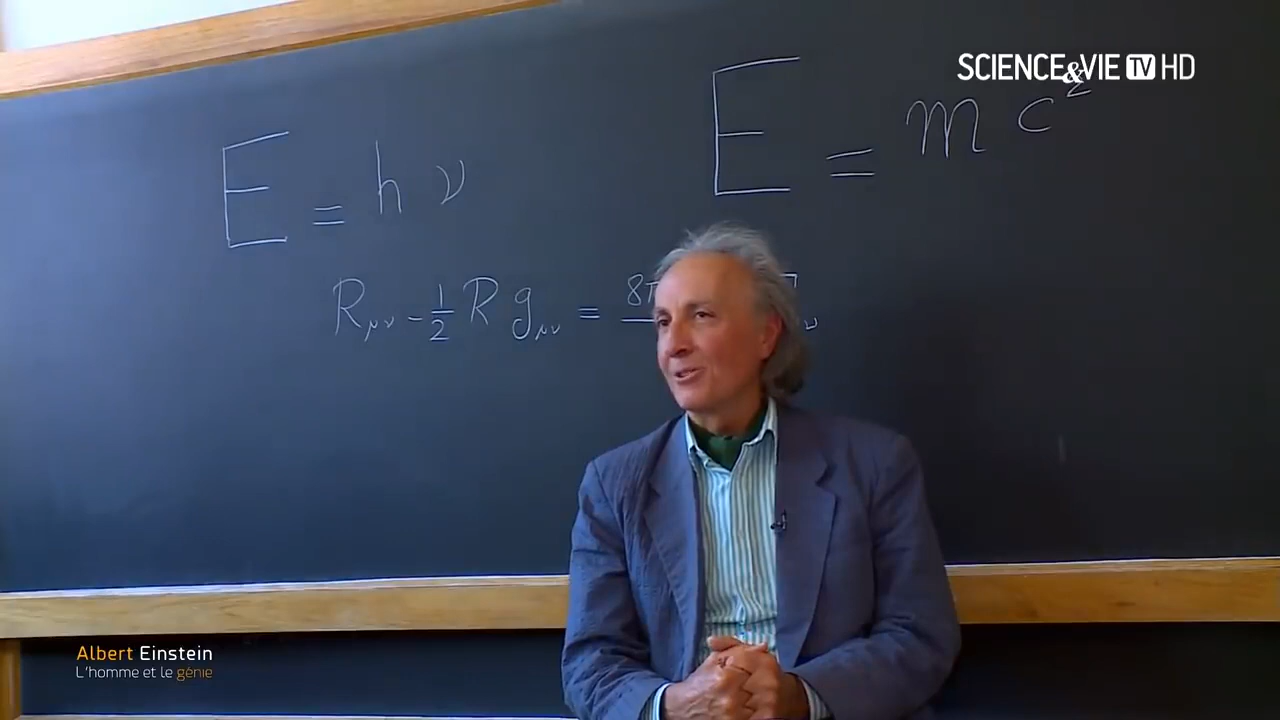 SCIENCE&VIE TV HD
E = mc²
E = hν
Rμν - 1/2 R gμν = 8π
Albert Einstein
L'homme et le génie